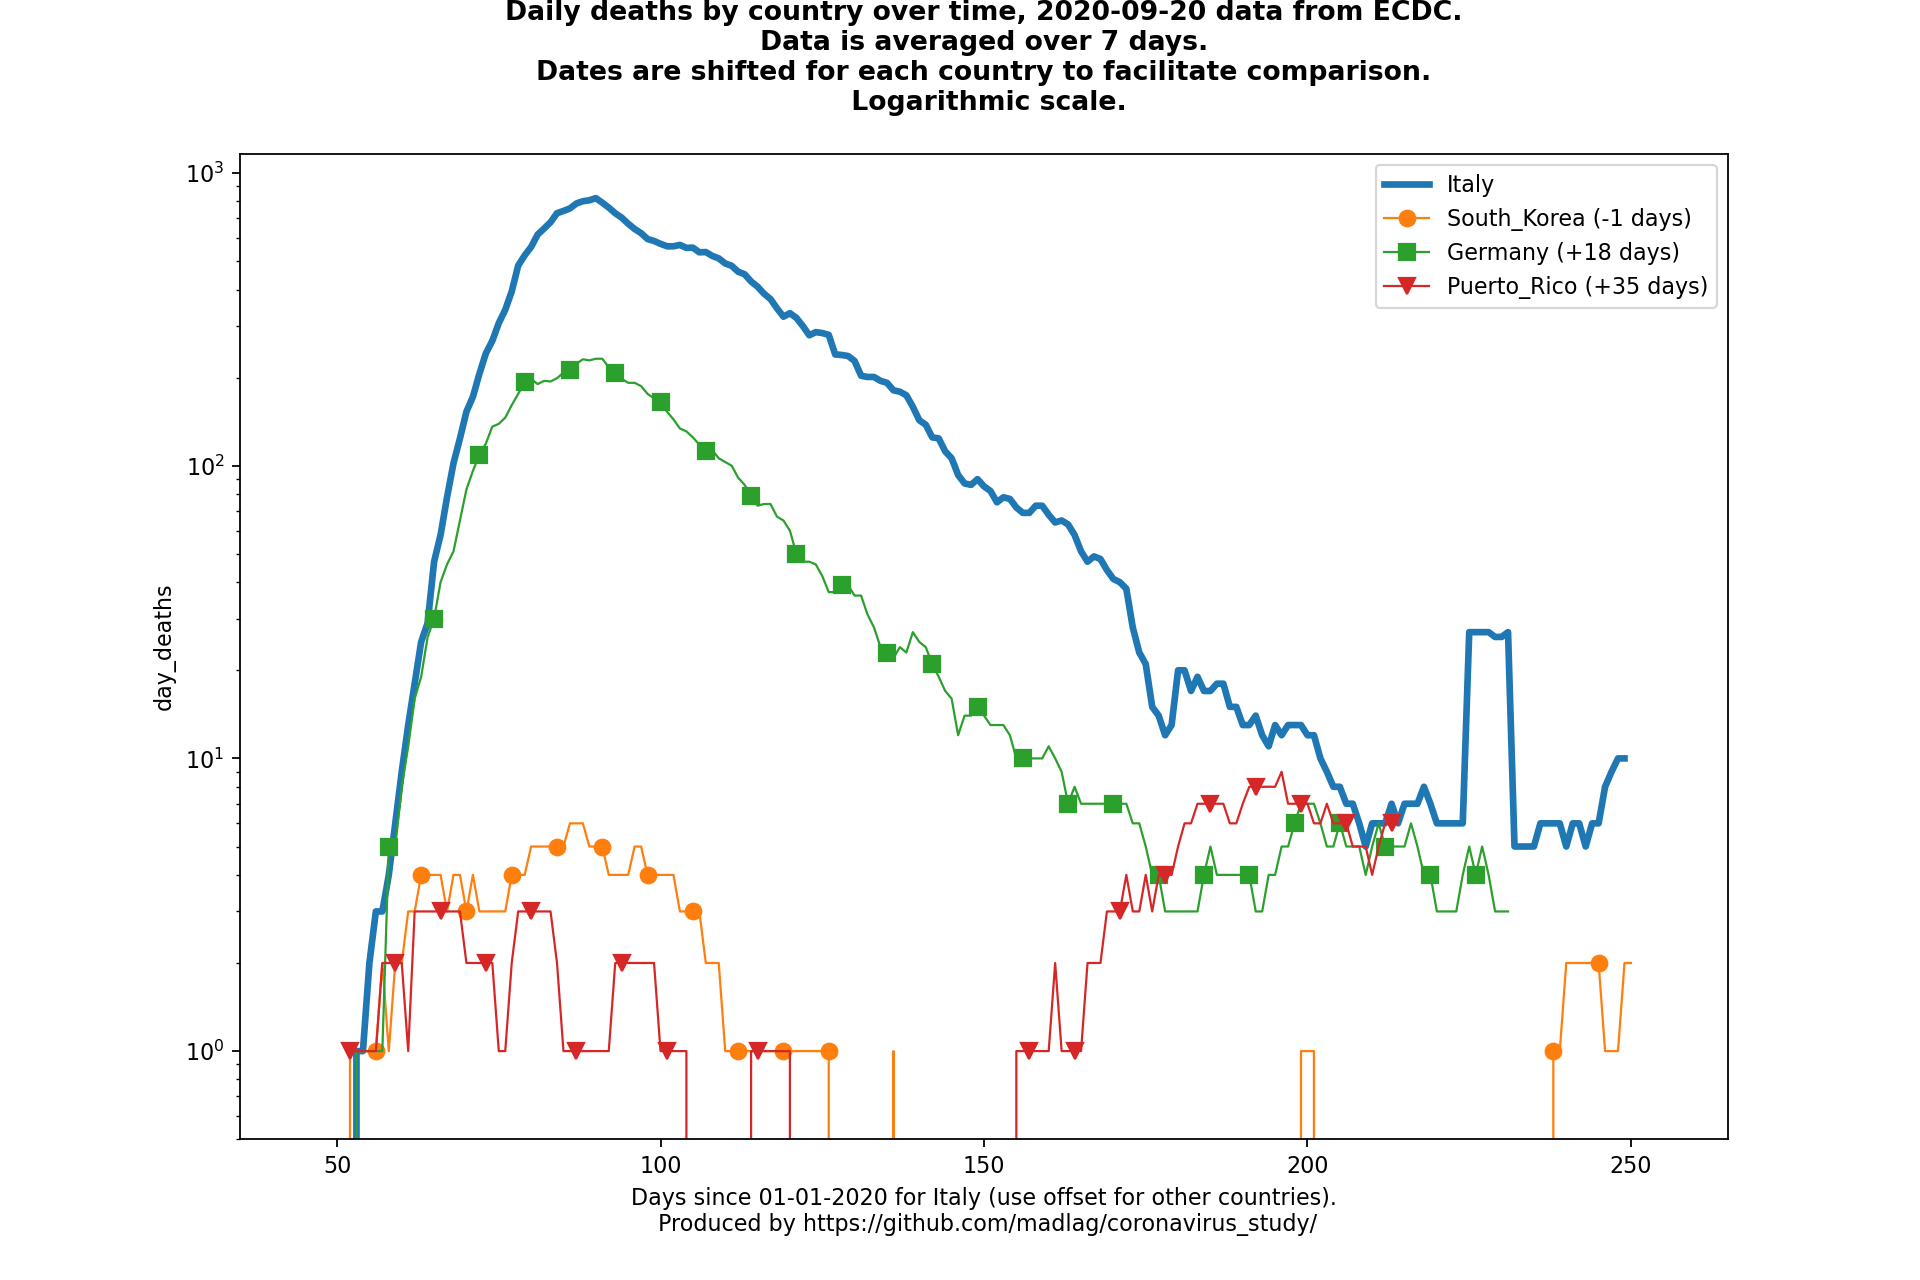 Daily deaths by country over time, 2020-09-20 data from ECDC.
Data is averaged over 7 days.
Dates are shifted for each country to facilitate comparison.
Logarithmic scale.
10³
10²
10¹
10⁰
day_deaths
Italy
South_Korea (-1 days)
Germany (+18 days)
Puerto_Rico (+35 days)
50 100 150 200 250
Days since 01-01-2020 for Italy (use offset for other countries).
Produced by https://github.com/madlag/coronavirus_study/